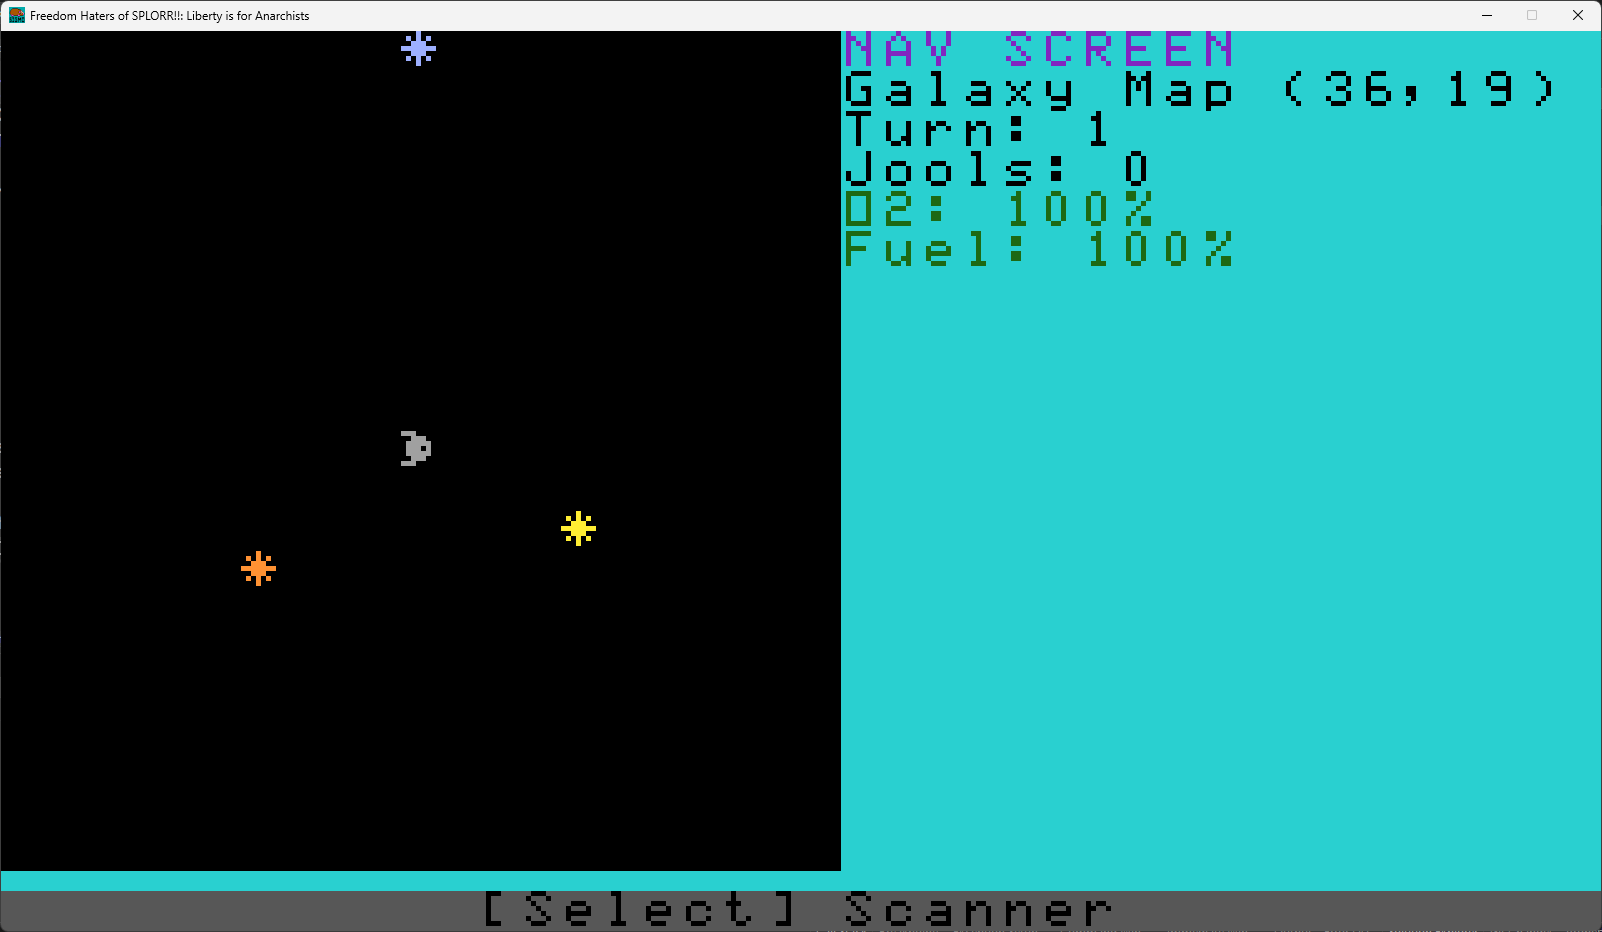 Freedom Haters of SPLORR!!: Liberty is for Anarchists
NAV SCREEN
Galaxy Map (36,19)
Turn: 1
Jools: 0
O2: 100%
Fuel: 100%
[Select] Scanner